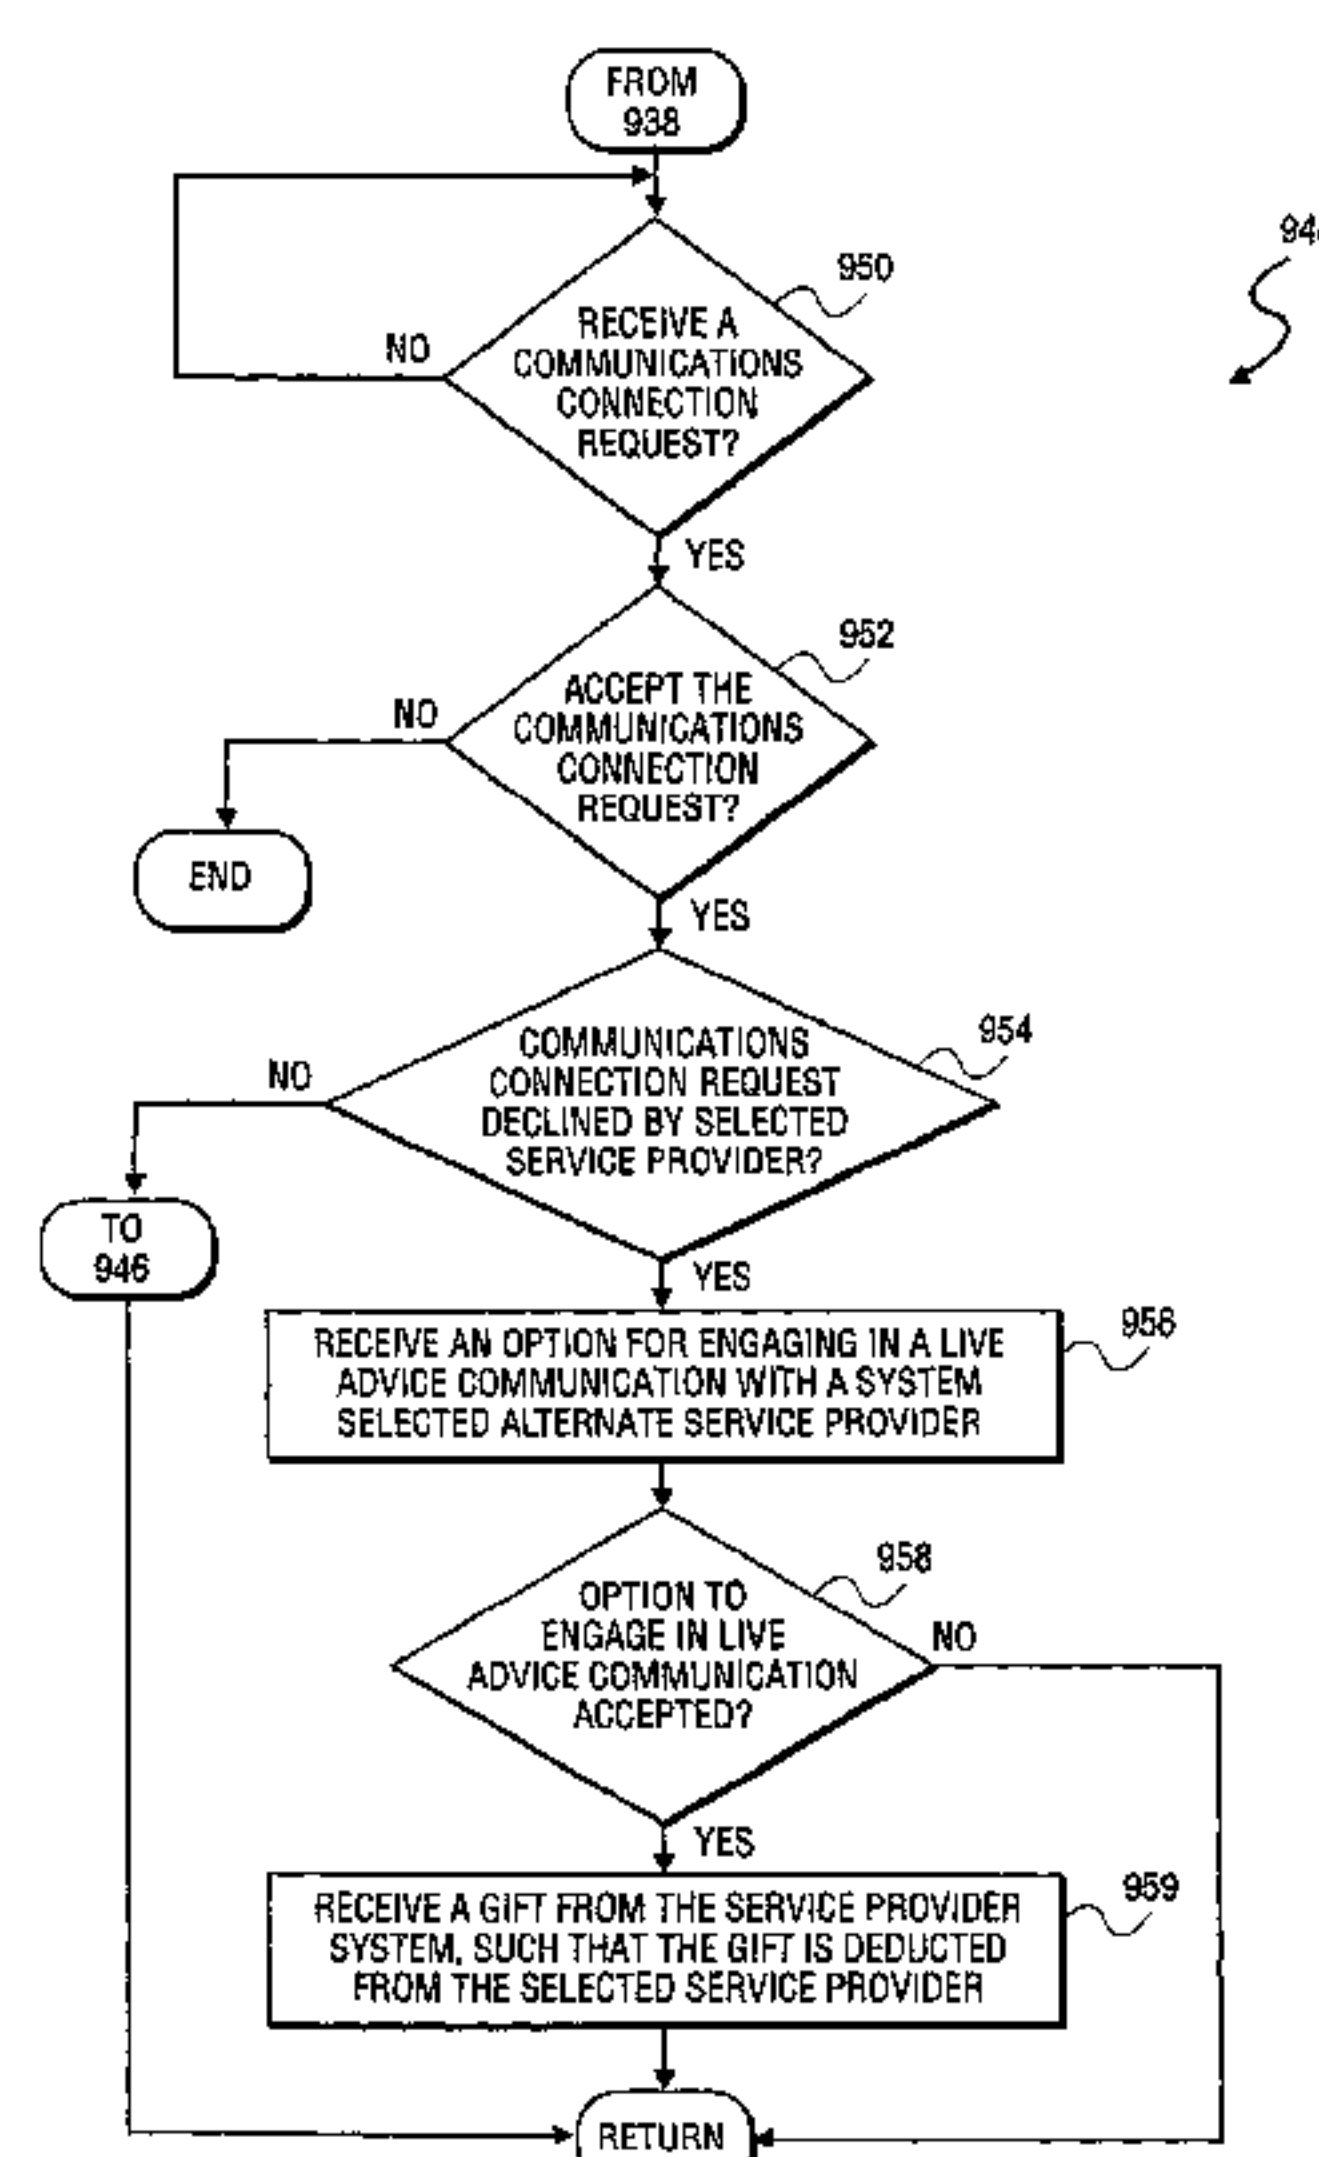 FROM
938
950
RECEIVE A
COMMUNICATIONS
CONNECTION
REQUEST?
NO
YES
952
ACCEPT THE
COMMUNICATIONS
CONNECTION
REQUEST?
NO
END
YES
954
COMMUNICATIONS
CONNECTION REQUEST
DECLINED BY SELECTED
SERVICE PROVIDER?
NO
TO
946
YES
956
RECEIVE AN OPTION FOR ENGAGING IN A LIVE
ADVICE COMMUNICATION WITH A SYSTEM
SELECTED ALTERNATE SERVICE PROVIDER
958
OPTION TO
ENGAGE IN LIVE
ADVICE COMMUNICATION
ACCEPTED?
NO
YES
959
RECEIVE A GIFT FROM THE SERVICE PROVIDER
SYSTEM, SUCH THAT THE GIFT IS DEDUCTED
FROM THE SELECTED SERVICE PROVIDER
RETURN